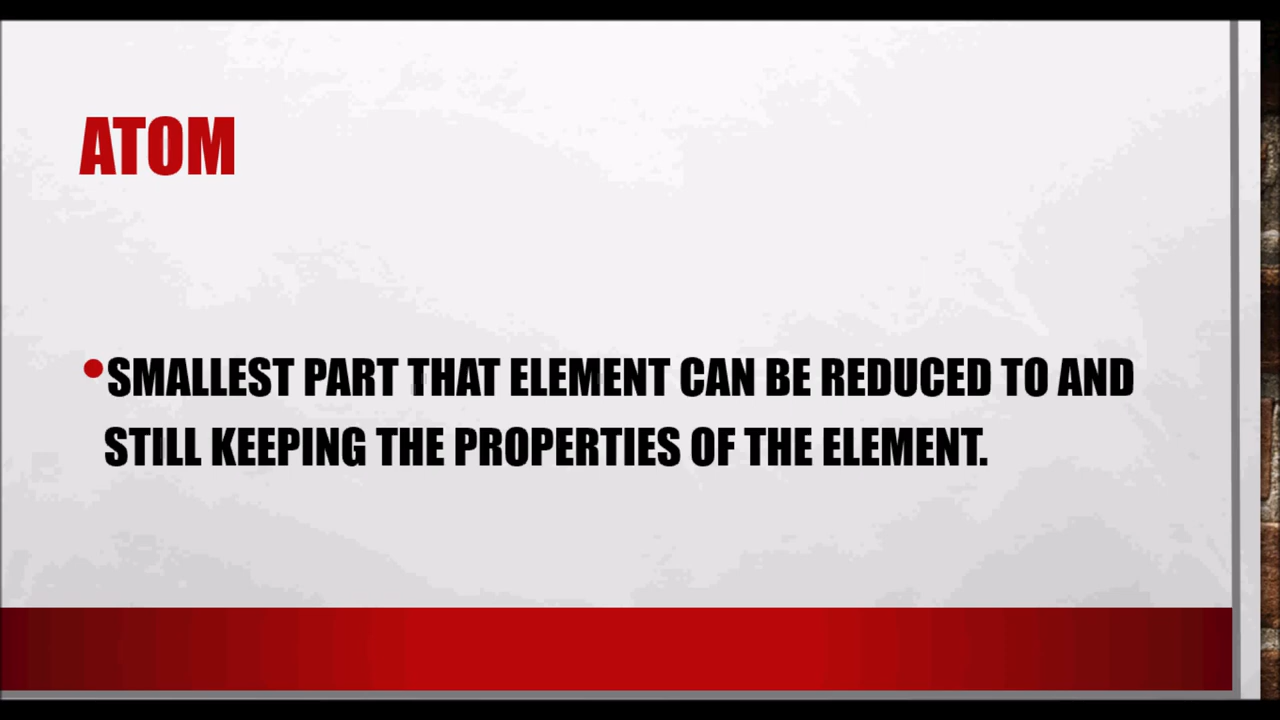 ATOM
•SMALLEST PART THAT ELEMENT CAN BE REDUCED TO AND
STILL KEEPING THE PROPERTIES OF THE ELEMENT.